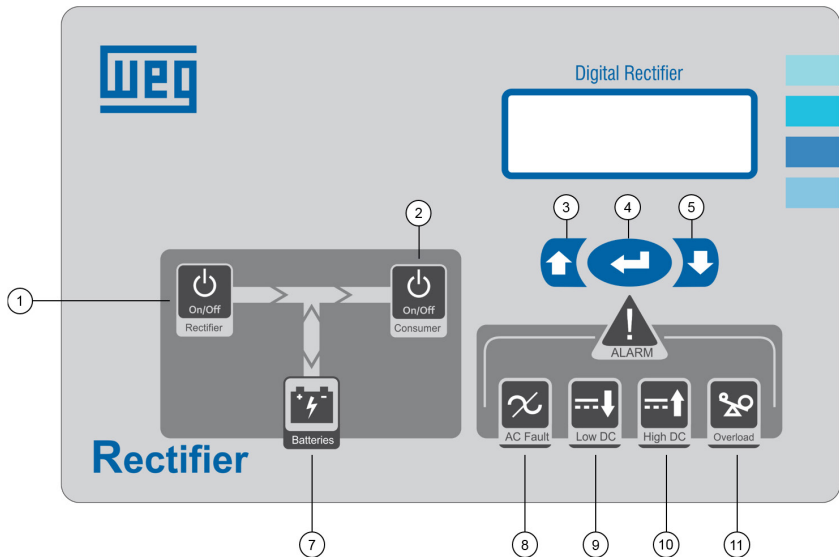 weg
Digital Rectifier
3
4
5
2
1
On/Off
Rectifier
On/Off
Consumer
ALARM
Batteries
AC Fault
Low DC
High DC
Overload
Rectifier
7
8
9
10
11